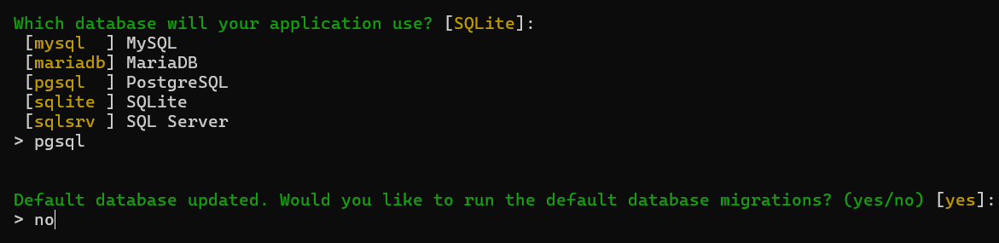 Which database will your application use? [SQLite]:
[mysql  ] MySQL
[mariadb] MariaDB
[pgsql  ] PostgreSQL
[sqlite ] SQLite
[sqlsrv ] SQL Server
> pgsql
Default database updated. Would you like to run the default database migrations? (yes/no) [yes]:
> no